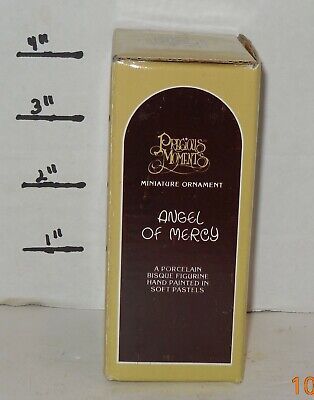 4"
3"
2"
1"
PRECIOUS
MOMENTS
MINIATURE ORNAMENT
ANGEL
OF MERCY
A PORCELAIN
BISQUE FIGURINE
HAND PAINTED IN
SOFT PASTELS
10